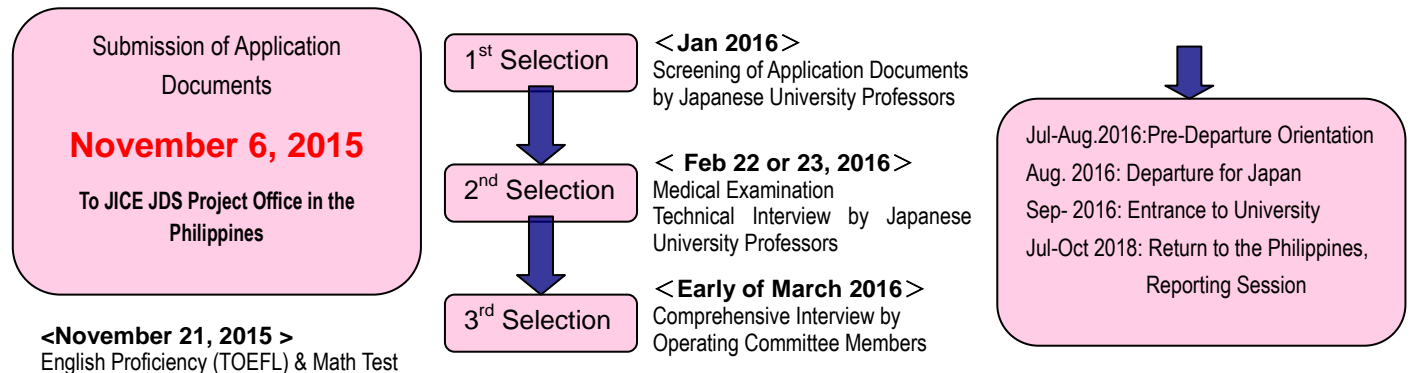 Submission of Application
Documents
November 6, 2015
To JICE JDS Project Office in the
Philippines
<November 21, 2015 >
English Proficiency (TOEFL) & Math Test
1st Selection
＜Jan 2016＞
Screening of Application Documents
by Japanese University Professors
2nd Selection
＜ Feb 22 or 23, 2016＞
Medical Examination
Technical Interview by Japanese
University Professors
3rd Selection
＜Early of March 2016＞
Comprehensive Interview by
Operating Committee Members
Jul-Aug.2016:Pre-Departure Orientation
Aug. 2016: Departure for Japan
Sep- 2016: Entrance to University
Jul-Oct 2018: Return to the Philippines,
Reporting Session